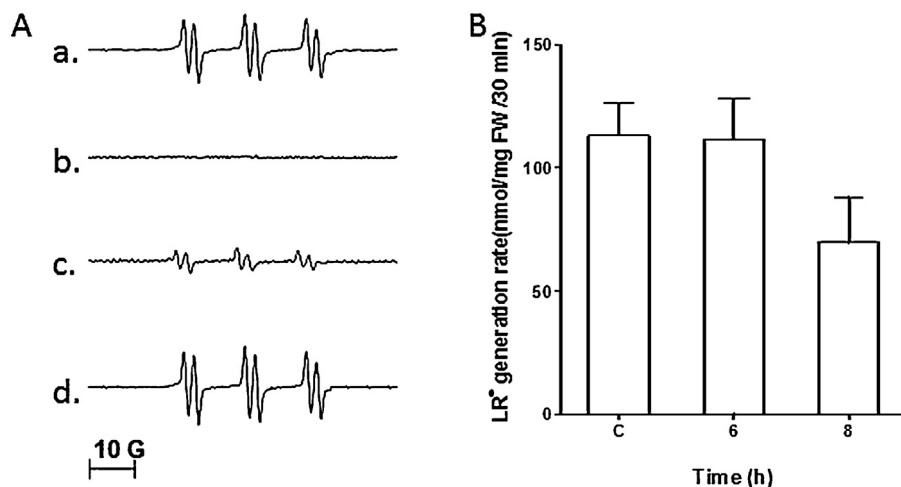 A
a.
b.
c.
d.
10 G
B
LR• generation rate(nmol/mg FW /30 min)
150
100
50
0
C 6 8
Time (h)